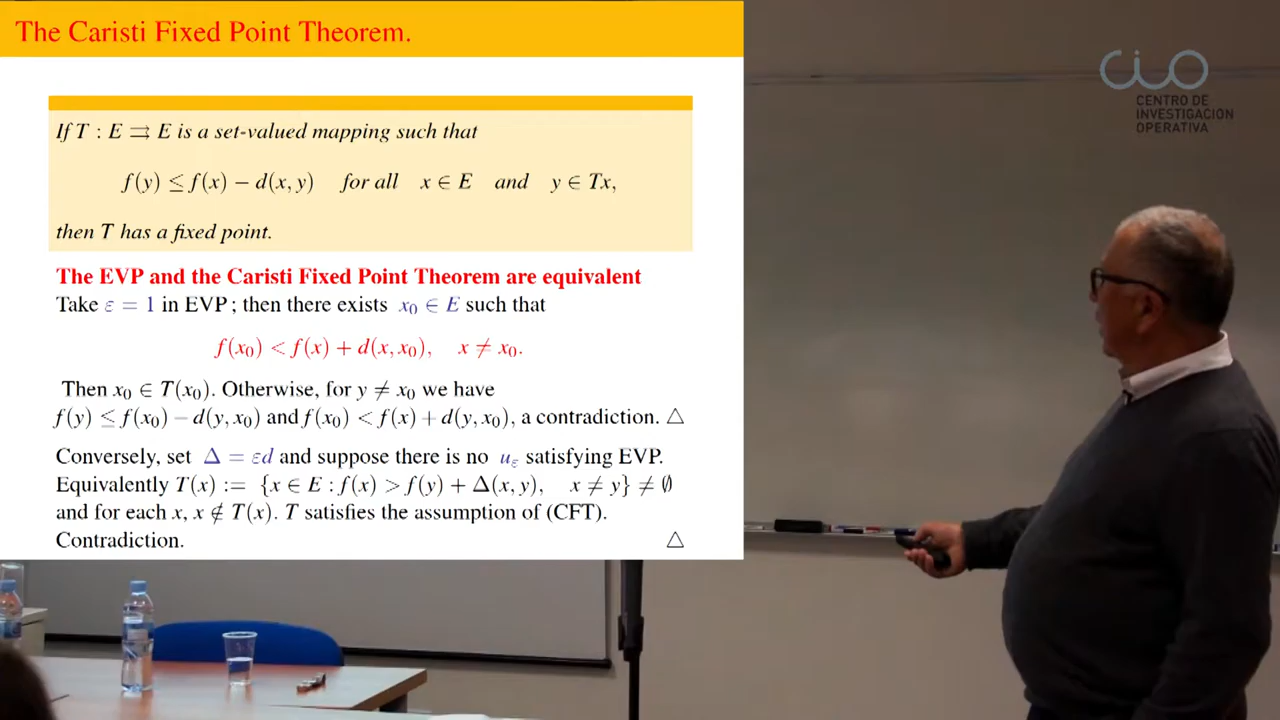 The Caristi Fixed Point Theorem.
If T : E ⇉ E is a set-valued mapping such that
f(y) ≤ f(x) − d(x, y) for all x ∈ E and y ∈ Tx,
then T has a fixed point.
The EVP and the Caristi Fixed Point Theorem are equivalent
Take ε = 1 in EVP ; then there exists x₀ ∈ E such that
f(x₀) < f(x) + d(x, x₀), x ≠ x₀.
Then x₀ ∈ T(x₀). Otherwise, for y ≠ x₀ we have
f(y) ≤ f(x₀) − d(y, x₀) and f(x₀) < f(x) + d(y, x₀), a contradiction. △
Conversely, set Δ = εd and suppose there is no uε satisfying EVP.
Equivalently T(x) := {x ∈ E : f(x) > f(y) + Δ(x, y), x ≠ y} ≠ ∅
and for each x, x ∉ T(x). T satisfies the assumption of (CFT).
Contradiction. △
cio
CENTRO DE
INVESTIGACION
OPERATIVA